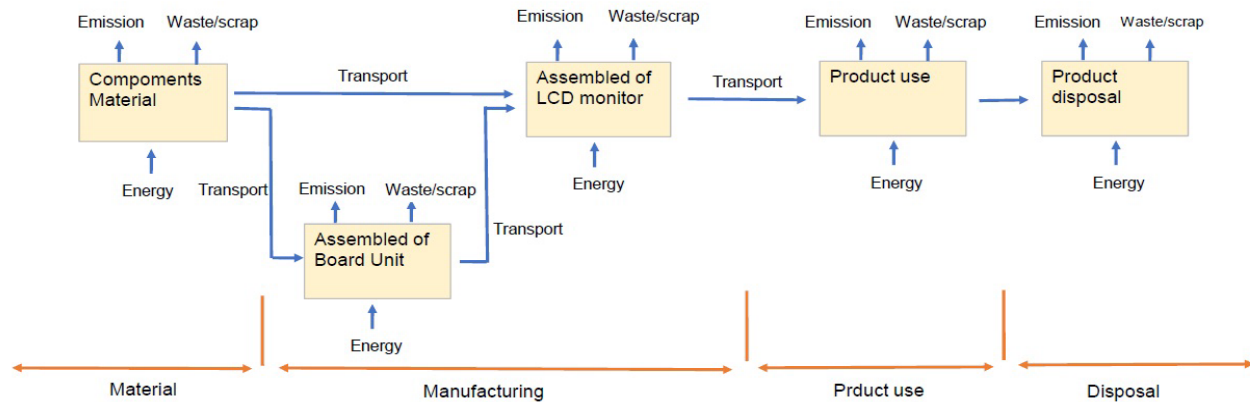 Emission Waste/scrap
Compoments
Material
Energy
Transport
Transport
Emission Waste/scrap
Assembled of
Board Unit
Energy
Transport
Emission Waste/scrap
Assembled of
LCD monitor
Energy
Transport
Emission Waste/scrap
Product use
Energy
Emission Waste/scrap
Product
disposal
Energy
Material
Manufacturing
Prduct use
Disposal